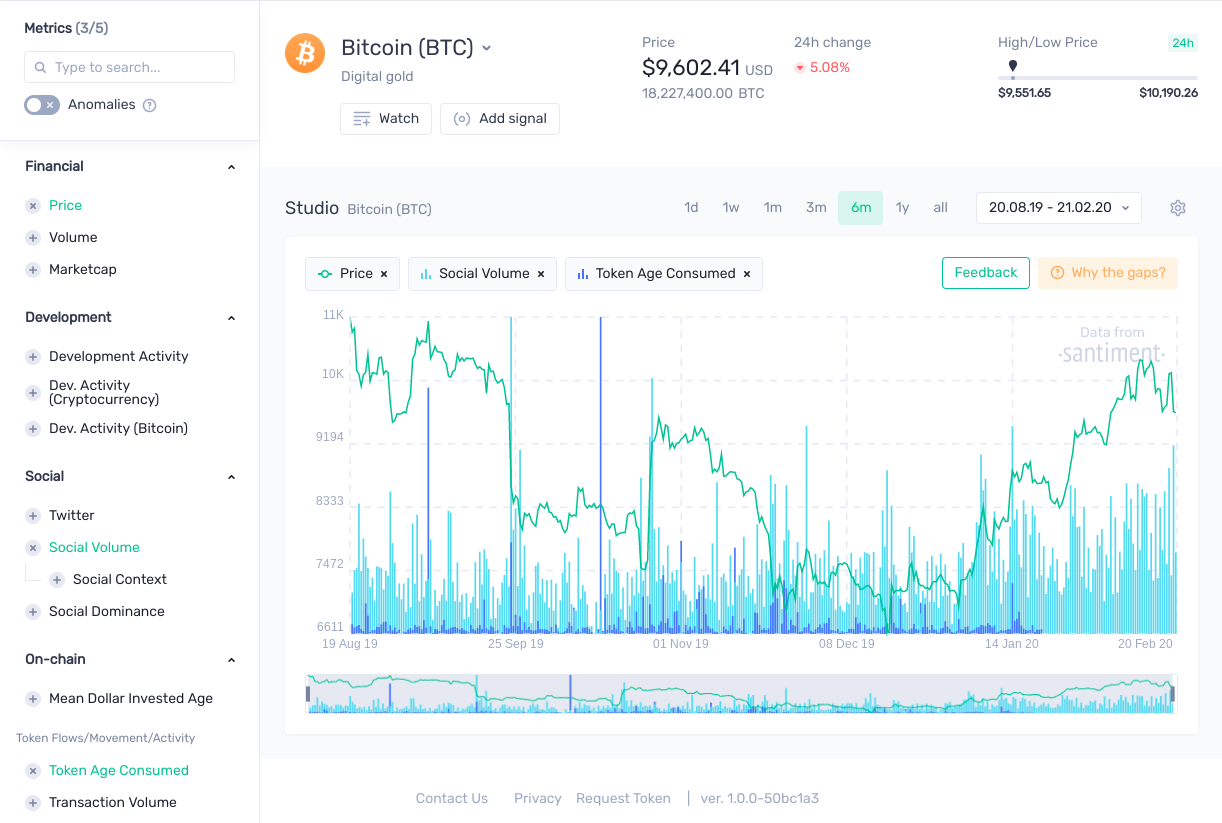 Metrics (3/5)
Type to search...
Anomalies ?
Financial
Price
Volume
Marketcap
Development
Development Activity
Dev. Activity
(Cryptocurrency)
Dev. Activity (Bitcoin)
Social
Twitter
Social Volume
Social Context
Social Dominance
On-chain
Mean Dollar Invested Age
Token Flows/Movement/Activity
Token Age Consumed
Transaction Volume
Bitcoin (BTC)
Digital gold
Watch
Add signal
Price
$9,602.41 USD
18,227,400.00 BTC
24h change
5.08%
High/Low Price 24h
$9,551.65 $10,190.26
Studio Bitcoin (BTC)
1d 1w 1m 3m 6m 1y all
20.08.19 - 21.02.20
Price ×
Social Volume ×
Token Age Consumed ×
Feedback
? Why the gaps?
Data from
·santiment·
11K
10K
9194
8333
7472
6611
19 Aug 19 25 Sep 19 01 Nov 19 08 Dec 19 14 Jan 20 20 Feb 20
Contact Us Privacy Request Token | ver. 1.0.0-50bc1a3